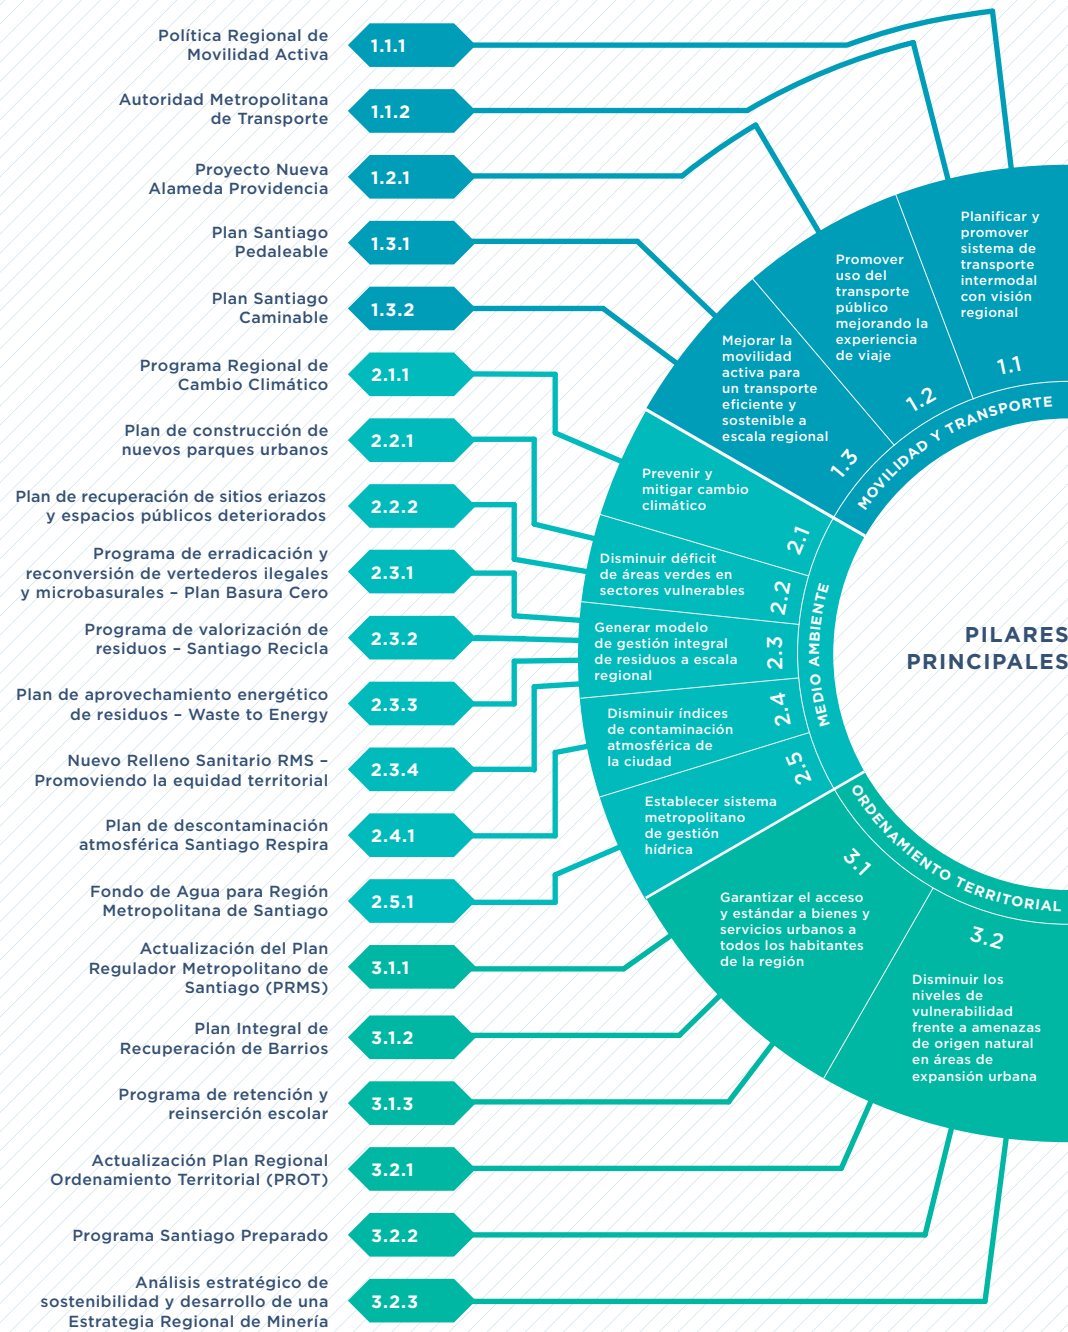 Política Regional de
Movilidad Activa
1.1.1
Autoridad Metropolitana
de Transporte
1.1.2
Proyecto Nueva
Alameda Providencia
1.2.1
Plan Santiago
Pedaleable
1.3.1
Plan Santiago
Caminable
1.3.2
Programa Regional de
Cambio Climático
2.1.1
Plan de construcción de
nuevos parques urbanos
2.2.1
Plan de recuperación de sitios eriazos
y espacios públicos deteriorados
2.2.2
Programa de erradicación y
reconversión de vertederos ilegales
y microbasurales – Plan Basura Cero
2.3.1
Programa de valorización de
residuos – Santiago Recicla
2.3.2
Plan de aprovechamiento energético
de residuos – Waste to Energy
2.3.3
Nuevo Relleno Sanitario RMS –
Promoviendo la equidad territorial
2.3.4
Plan de descontaminación
atmosférica Santiago Respira
2.4.1
Fondo de Agua para Región
Metropolitana de Santiago
2.5.1
Actualización del Plan
Regulador Metropolitano de
Santiago (PRMS)
3.1.1
Plan Integral de
Recuperación de Barrios
3.1.2
Programa de retención y
reinserción escolar
3.1.3
Actualización Plan Regional
Ordenamiento Territorial (PROT)
3.2.1
Programa Santiago Preparado
3.2.2
Análisis estratégico de
sostenibilidad y desarrollo de una
Estrategia Regional de Minería
3.2.3
Planificar y
promover
sistema de
transporte
intermodal
con visión
regional
1.1
Promover
uso del
transporte
público
mejorando la
experiencia
de viaje
1.2
Mejorar la
movilidad
activa para
un transporte
eficiente y
sostenible a
escala regional
1.3
MOVILIDAD Y TRANSPORTE
Prevenir y
mitigar cambio
climático
2.1
Disminuir déficit
de áreas verdes en
sectores vulnerables
2.2
Generar modelo
de gestión integral
de residuos a escala
regional
2.3
Disminuir índices
de contaminación
atmosférica de
la ciudad
2.4
Establecer sistema
metropolitano
de gestión
hídrica
2.5
MEDIO AMBIENTE
PILARES
PRINCIPALES
ORDENAMIENTO TERRITORIAL
3.1
Garantizar el acceso
y estándar a bienes y
servicios urbanos a
todos los habitantes
de la región
3.2
Disminuir los
niveles de
vulnerabilidad
frente a amenazas
de origen natural
en áreas de
expansión urbana